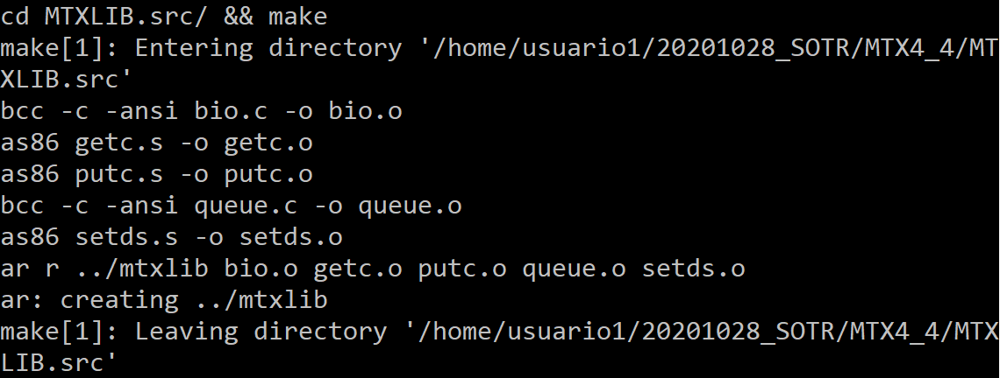 cd MTXLIB.src/ && make
make[1]: Entering directory '/home/usuario1/20201028_SOTR/MTX4_4/MT
XLIB.src'
bcc -c -ansi bio.c -o bio.o
as86 getc.s -o getc.o
as86 putc.s -o putc.o
bcc -c -ansi queue.c -o queue.o
as86 setds.s -o setds.o
ar r ../mtxlib bio.o getc.o putc.o queue.o setds.o
ar: creating ../mtxlib
make[1]: Leaving directory '/home/usuario1/20201028_SOTR/MTX4_4/MTX
LIB.src'